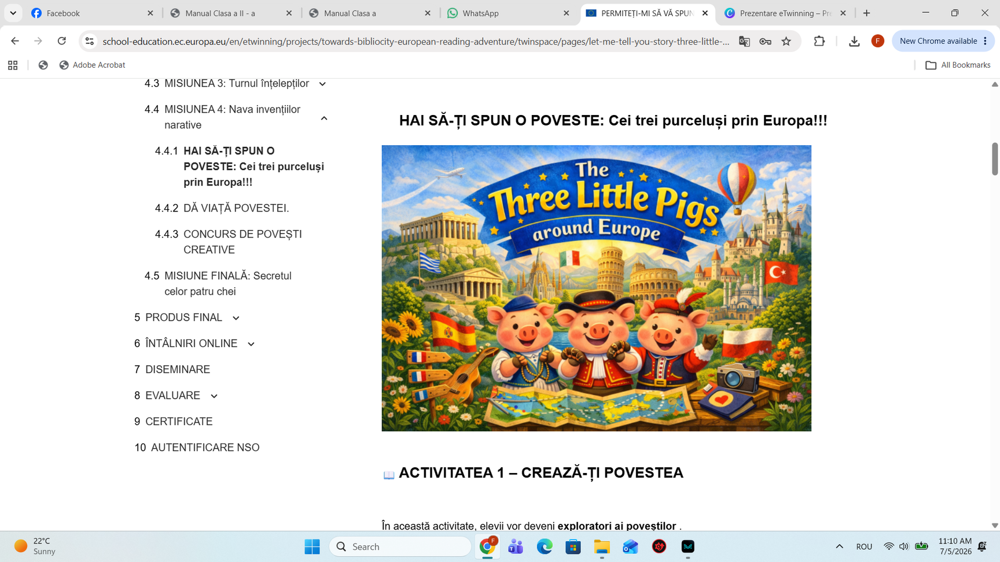 Facebook
Manual Clasa a II - a
Manual Clasa a
WhatsApp
PERMITEȚI-MI SĂ VĂ SPUN
Prezentare eTwinning – Pre
school-education.ec.europa.eu/en/etwinning/projects/towards-bibliocity-european-reading-adventure/twinspace/pages/let-me-tell-you-story-three-little-...
F
New Chrome available
Adobe Acrobat
All Bookmarks
4.3 MISIUNEA 3: Turnul înțelepților
4.4 MISIUNEA 4: Nava invențiilor
narative
4.4.1 HAI SĂ-ȚI SPUN O
POVESTE: Cei trei purceluși
prin Europa!!!
4.4.2 DĂ VIAȚĂ POVESTEI.
4.4.3 CONCURS DE POVEȘTI
CREATIVE
4.5 MISIUNE FINALĂ: Secretul
celor patru chei
5 PRODUS FINAL
6 ÎNTÂLNIRI ONLINE
7 DISEMINARE
8 EVALUARE
9 CERTIFICATE
10 AUTENTIFICARE NSO
HAI SĂ-ȚI SPUN O POVESTE: Cei trei purceluși prin Europa!!!
The
Three Little Pigs
around Europe
ACTIVITATEA 1 – CREAZĂ-ȚI POVESTEA
În această activitate, elevii vor deveni exploratori ai poveștilor .
22°C
Sunny
Search
F
ROU
11:10 AM
7/5/2026